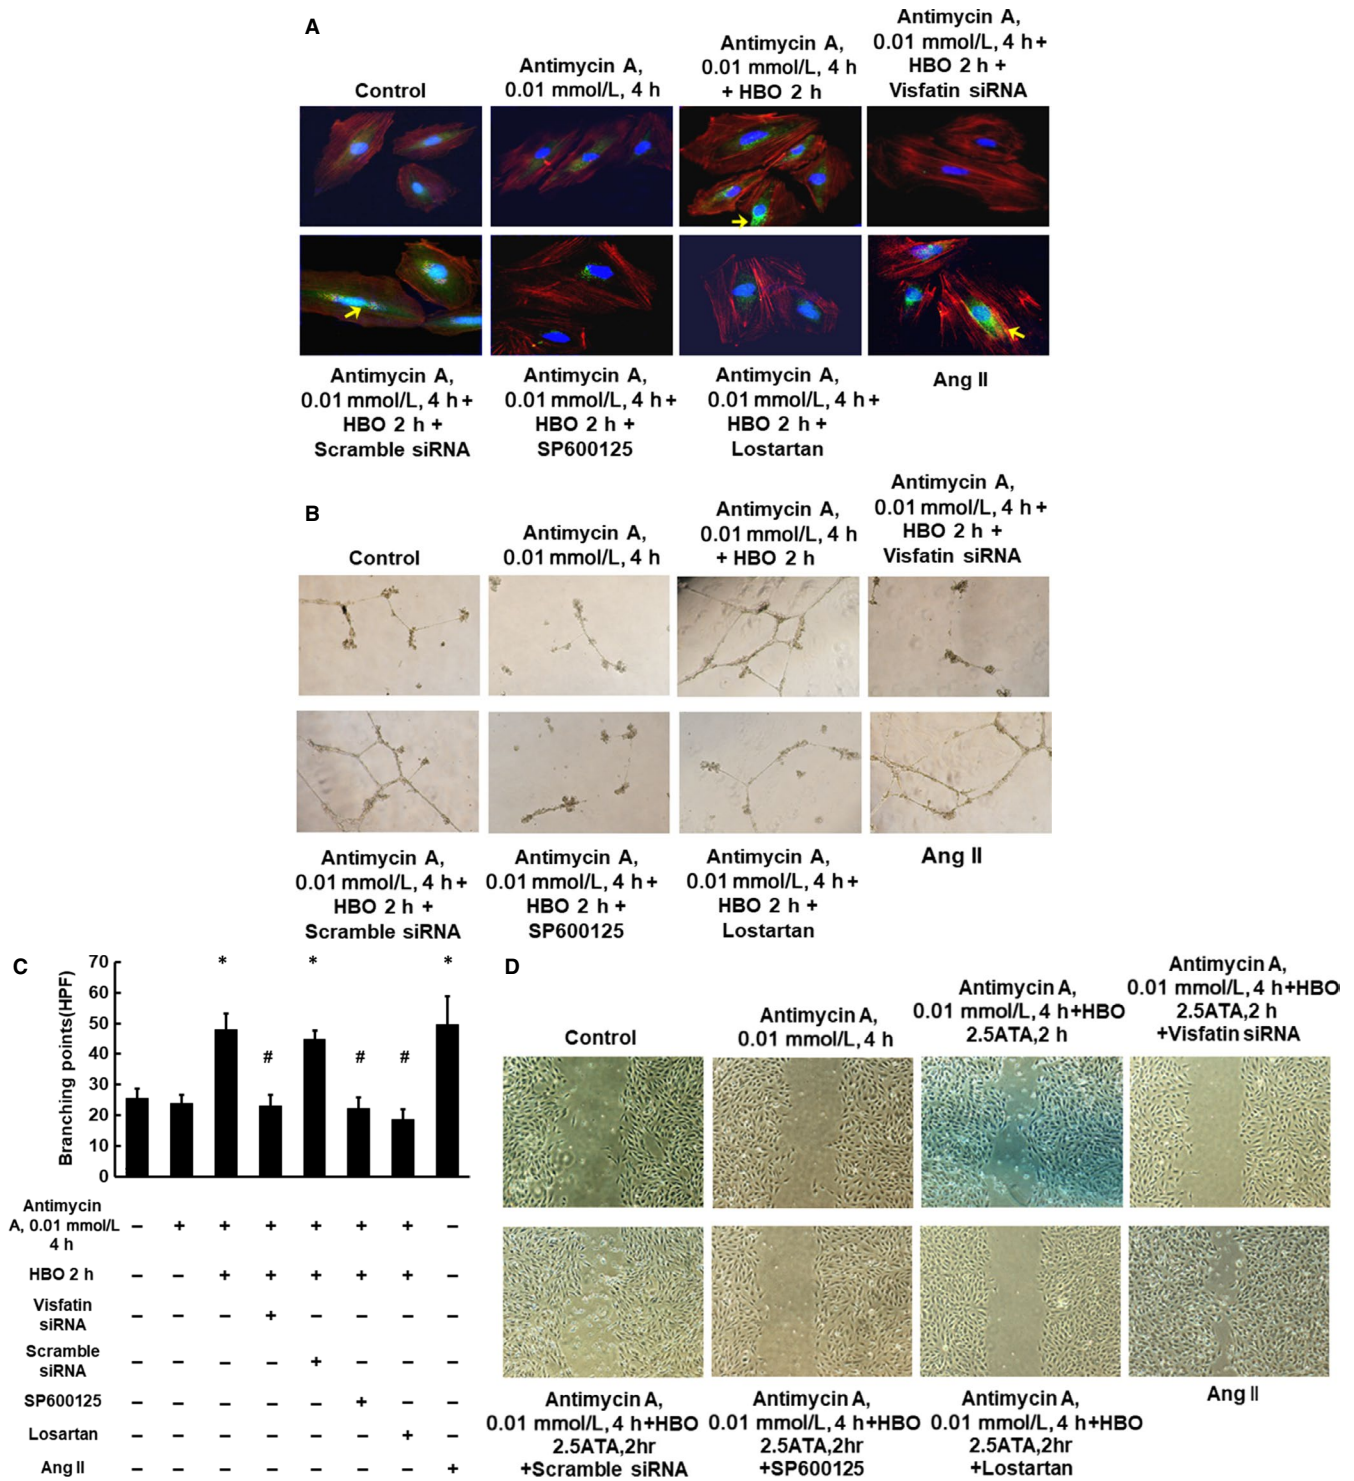 A
Control
Antimycin A,
0.01 mmol/L, 4 h
Antimycin A,
0.01 mmol/L, 4 h
+ HBO 2 h
Antimycin A,
0.01 mmol/L, 4 h +
HBO 2 h +
Visfatin siRNA
Antimycin A,
0.01 mmol/L, 4 h +
HBO 2 h +
Scramble siRNA
Antimycin A,
0.01 mmol/L, 4 h +
HBO 2 h +
SP600125
Antimycin A,
0.01 mmol/L, 4 h +
HBO 2 h +
Lostartan
Ang II
B
Control
Antimycin A,
0.01 mmol/L, 4 h
Antimycin A,
0.01 mmol/L, 4 h
+ HBO 2 h
Antimycin A,
0.01 mmol/L, 4 h +
HBO 2 h +
Visfatin siRNA
Antimycin A,
0.01 mmol/L, 4 h +
HBO 2 h +
Scramble siRNA
Antimycin A,
0.01 mmol/L, 4 h +
HBO 2 h +
SP600125
Antimycin A,
0.01 mmol/L, 4 h +
HBO 2 h +
Lostartan
Ang II
C
Branching points(HPF)
70
60
50
40
30
20
10
0
* * *
# # #
Antimycin
A, 0.01 mmol/L
4 h
– + + + + + + –
HBO 2 h
– – + + + + + –
Visfatin
siRNA
– – – + – – – –
Scramble
siRNA
– – – – + – – –
SP600125
– – – – – + – –
Losartan
– – – – – – + –
Ang II
– – – – – – – +
D
Control
Antimycin A,
0.01 mmol/L, 4 h
Antimycin A,
0.01 mmol/L, 4 h+HBO
2.5ATA,2 h
Antimycin A,
0.01 mmol/L, 4 h+HBO
2.5ATA,2 h
+Visfatin siRNA
Antimycin A,
0.01 mmol/L, 4 h+HBO
2.5ATA,2hr
+Scramble siRNA
Antimycin A,
0.01 mmol/L, 4 h+HBO
2.5ATA,2hr
+SP600125
Antimycin A,
0.01 mmol/L, 4 h+HBO
2.5ATA,2hr
+Lostartan
Ang II